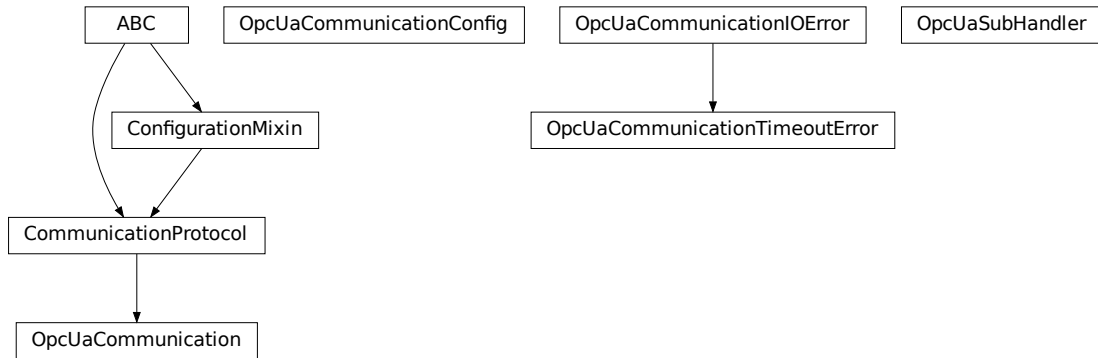 ABC
OpcUaCommunicationConfig
OpcUaCommunicationIOError
OpcUaSubHandler
ConfigurationMixin
OpcUaCommunicationTimeoutError
CommunicationProtocol
OpcUaCommunication